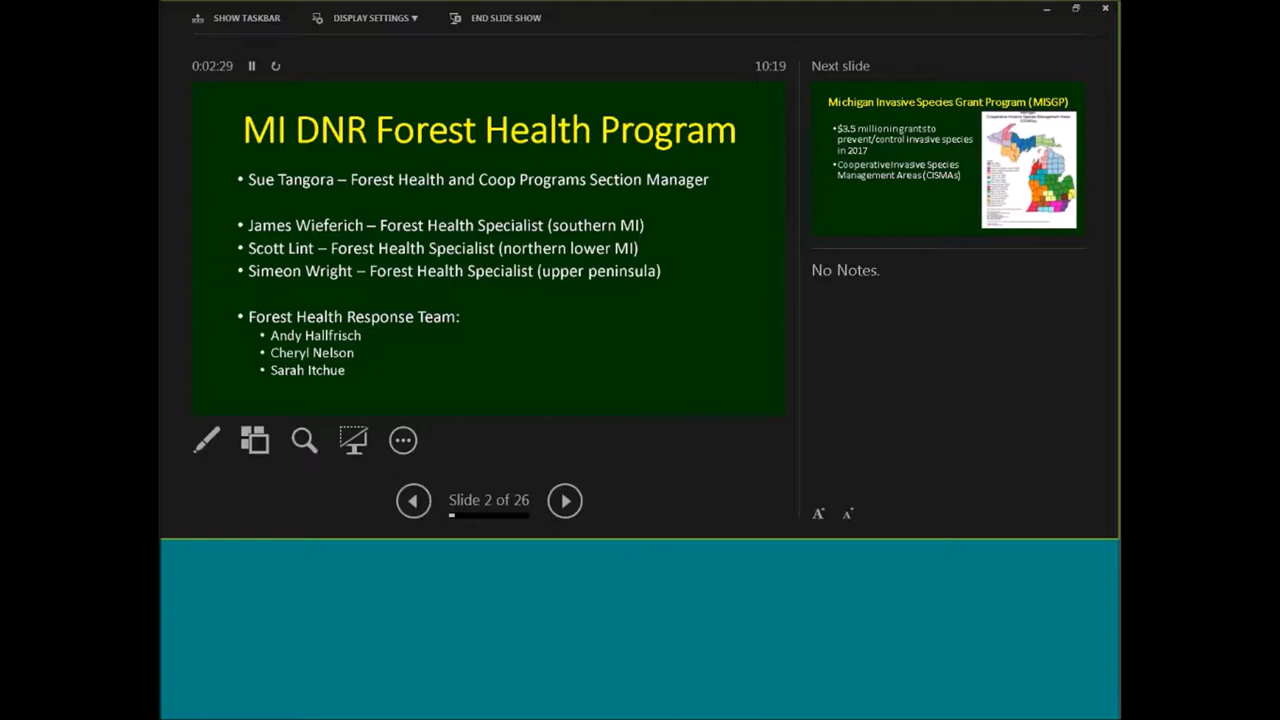 SHOW TASKBAR
DISPLAY SETTINGS ▼
END SLIDE SHOW
0:02:29
10:19
MI DNR Forest Health Program
• Sue Tangora – Forest Health and Coop Programs Section Manager
• James Wieferich – Forest Health Specialist (southern MI)
• Scott Lint – Forest Health Specialist (northern lower MI)
• Simeon Wright – Forest Health Specialist (upper peninsula)
• Forest Health Response Team:
• Andy Hallfrisch
• Cheryl Nelson
• Sarah Itchue
Slide 2 of 26
Next slide
Michigan Invasive Species Grant Program (MISGP)
• $3.5 million in grants to
prevent/control invasive species
in 2017
• Cooperative Invasive Species
Management Areas (CISMAs)
No Notes.
A A